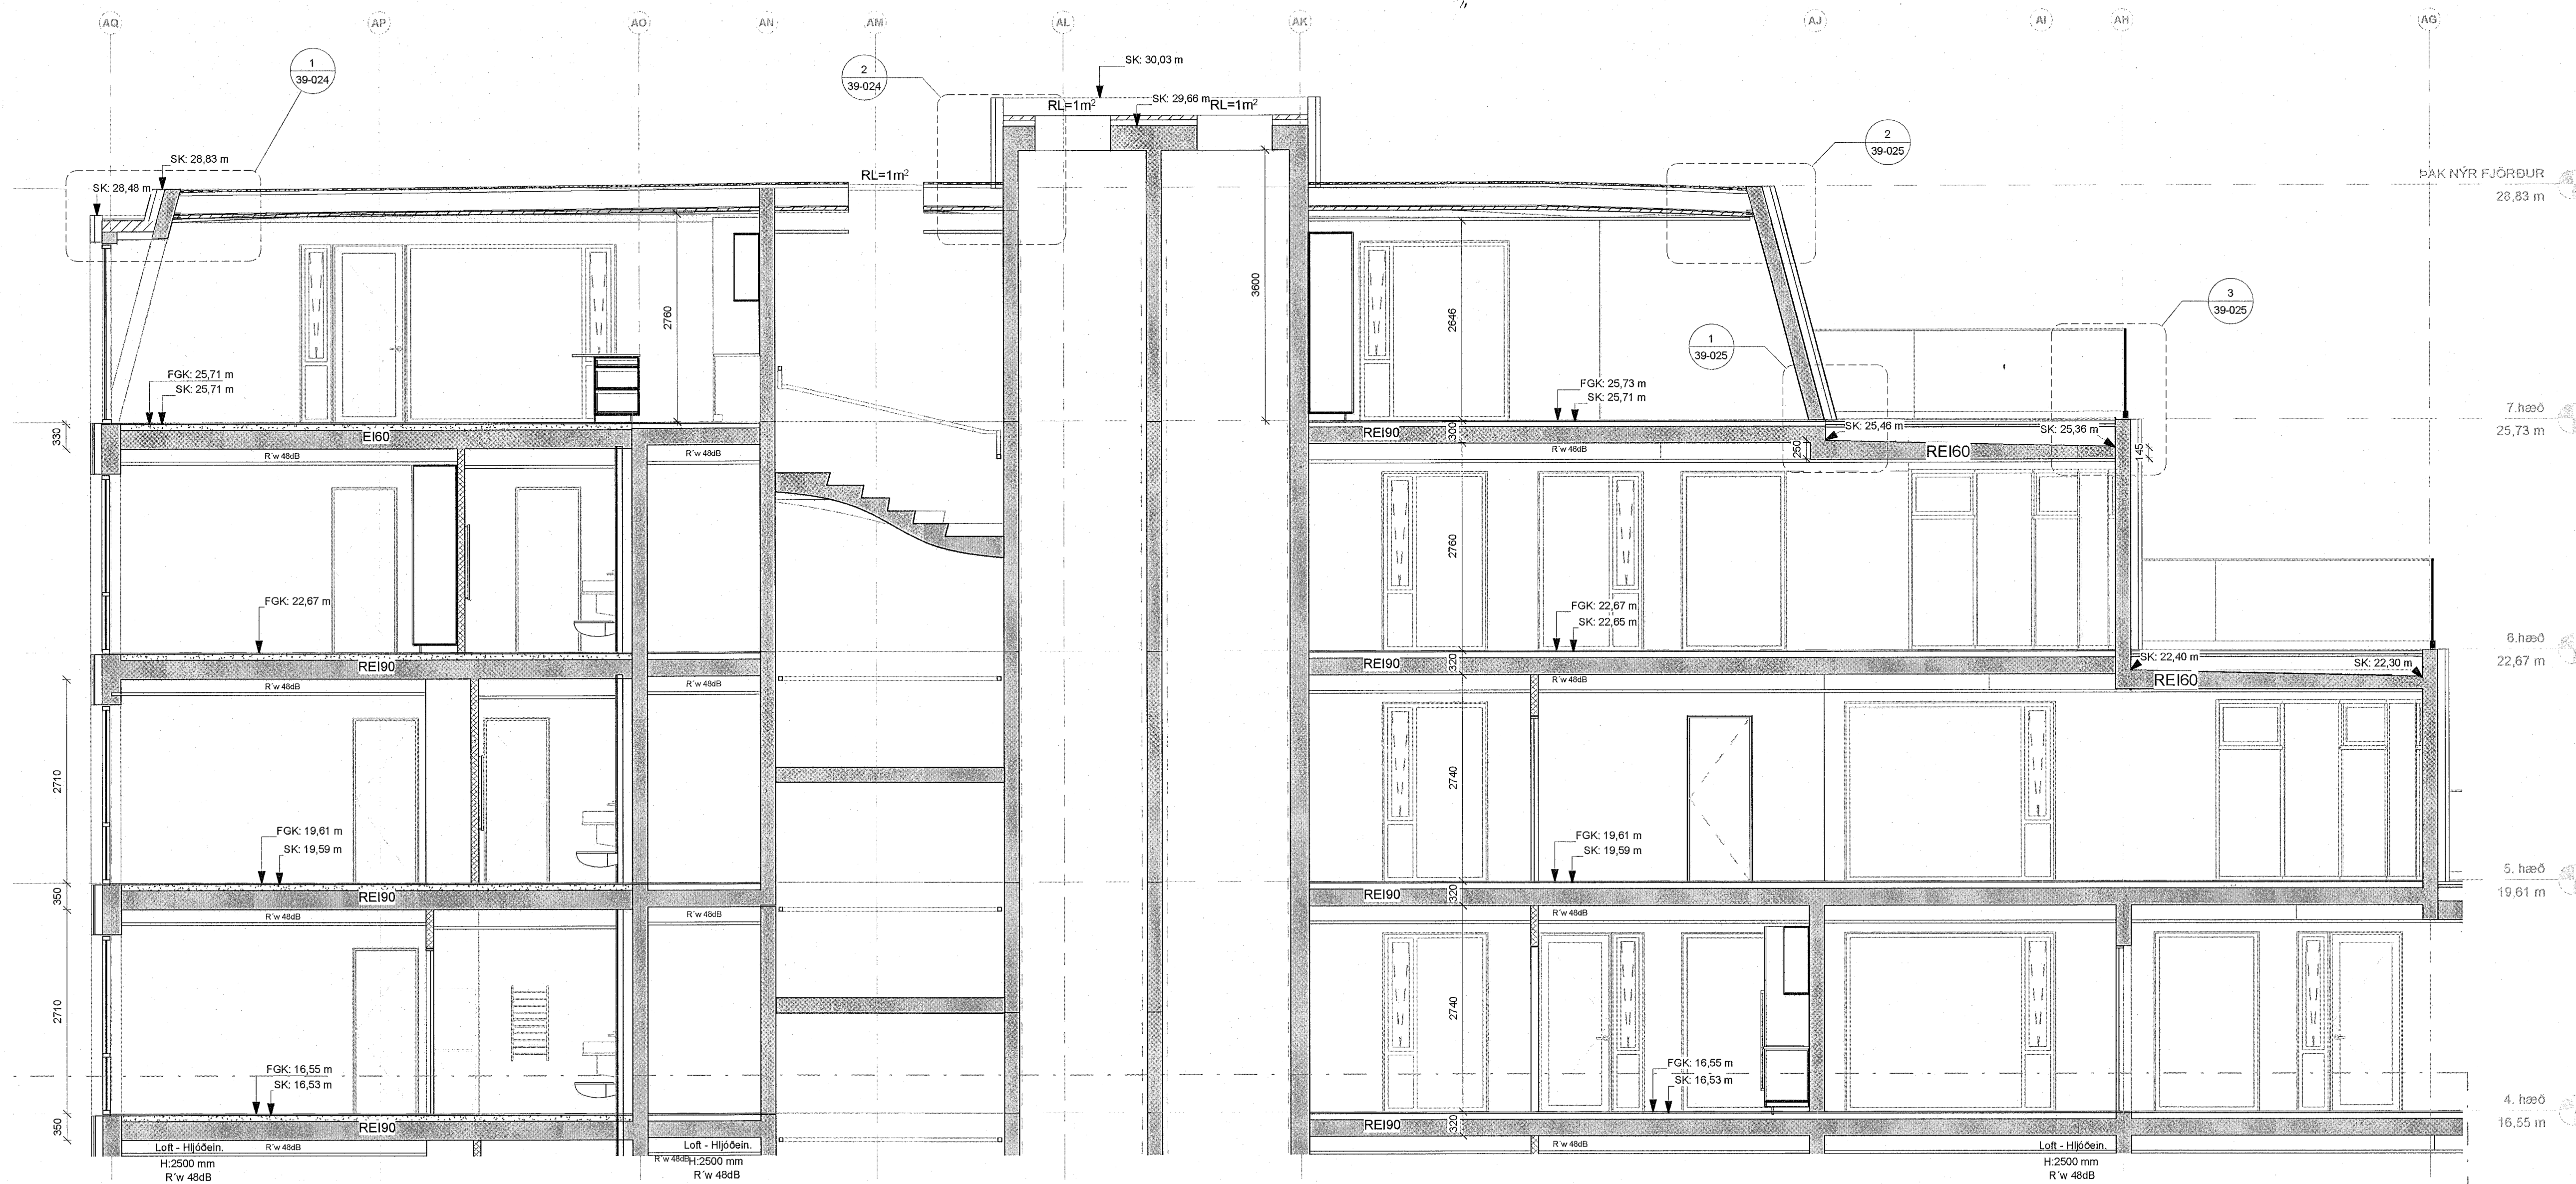 AQ AP AO AN AM AL AK AJ AI AH AG
1
39-024
2
39-024
SK: 30,03 m
RL=1m²
SK: 29,66 m
RL=1m²
2
39-025
SK: 28,83 m
SK: 28,48 m
RL=1m²
ÞAK NÝR FJÖRÐUR
28,83 m
3
39-025
1
39-025
2760
3600
2646
FGK: 25,71 m
SK: 25,71 m
FGK: 25,73 m
SK: 25,71 m
7.hæð
25,73 m
330
EI60
R´w 48dB
R´w 48dB
REI90
300
R´w 48dB
250
SK: 25,46 m
SK: 25,36 m
REI60
145
2760
FGK: 22,67 m
FGK: 22,67 m
SK: 22,65 m
6.hæð
22,67 m
REI90
R´w 48dB
R´w 48dB
REI90
320
R´w 48dB
SK: 22,40 m
SK: 22,30 m
REI60
2710
2740
FGK: 19,61 m
SK: 19,59 m
FGK: 19,61 m
SK: 19,59 m
5. hæð
19,61 m
350
REI90
R´w 48dB
R´w 48dB
REI90
320
R´w 48dB
2710
2740
FGK: 16,55 m
SK: 16,53 m
FGK: 16,55 m
SK: 16,53 m
4. hæð
16,55 m
350
REI90
REI90
320
Loft - Hljóðein.
R´w 48dB
H:2500 mm
R´w 48dB
Loft - Hljóðein.
R´w 48dB
H:2500 mm
R´w 48dB
R´w 48dB
Loft - Hljóðein.
H:2500 mm
R´w 48dB